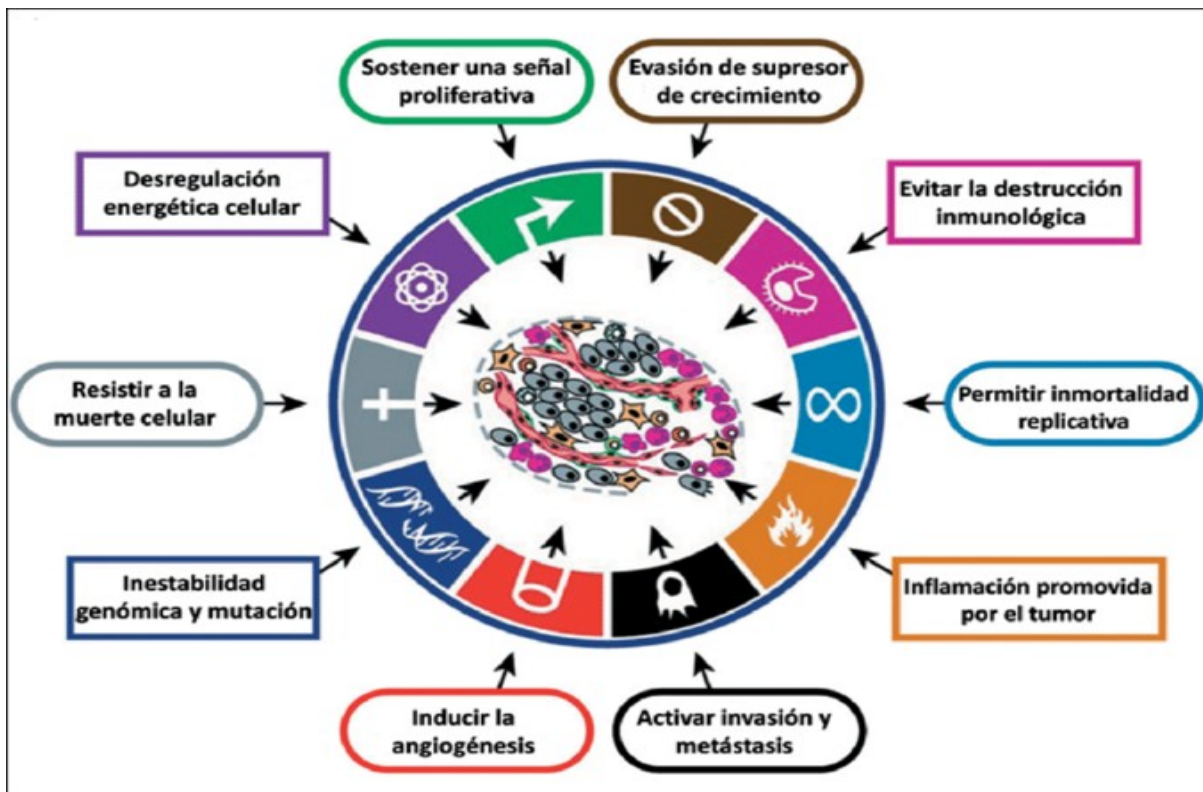 Sostener una señal
proliferativa
Evasión de supresor
de crecimiento
Desregulación
energética celular
Evitar la destrucción
inmunológica
Resistir a la
muerte celular
Permitir inmortalidad
replicativa
Inestabilidad
genómica y mutación
Inflamación promovida
por el tumor
Inducir la
angiogénesis
Activar invasión y
metástasis